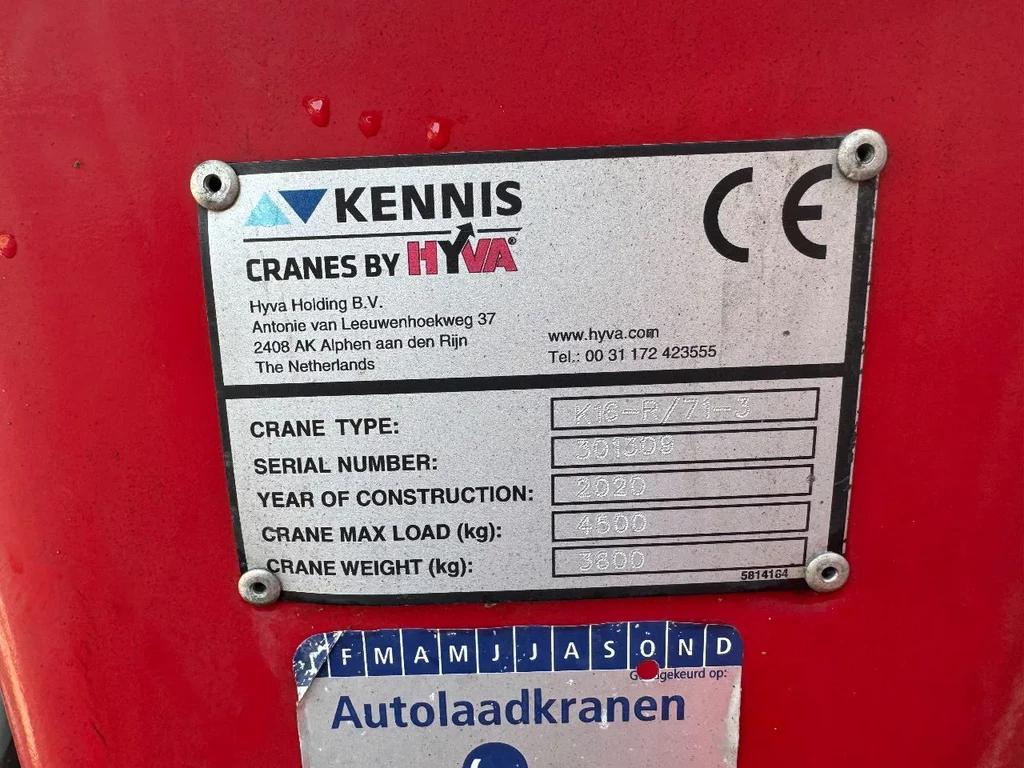 KENNIS
CRANES BY HYVA®
CE
Hyva Holding B.V.
Antonie van Leeuwenhoekweg 37
2408 AK Alphen aan den Rijn
The Netherlands
www.hyva.com
Tel.: 00 31 172 423555
CRANE TYPE: K16-R/71-3
SERIAL NUMBER: 301309
YEAR OF CONSTRUCTION: 2020
CRANE MAX LOAD (kg): 4500
CRANE WEIGHT (kg): 3600
5814164
F M A M J J A S O N D
op:
Autolaadkranen